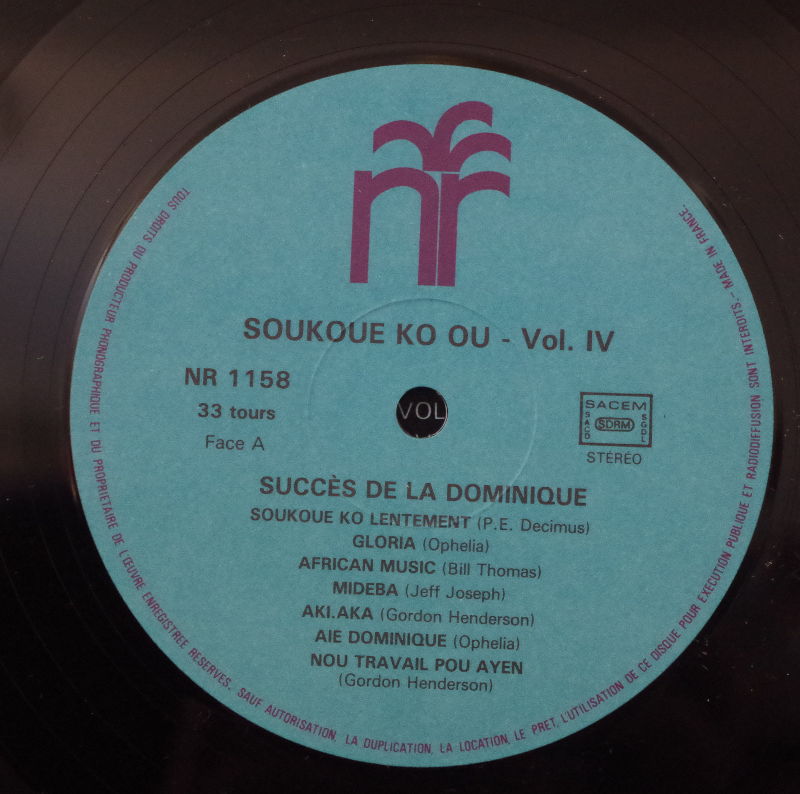 nr
SOUKOUE KO OU - Vol. IV
NR 1158
33 tours
Face A
VOL
SACEM
SACD
SDRM
SGDL
STÉRÉO
SUCCÈS DE LA DOMINIQUE
SOUKOUE KO LENTEMENT (P.E. Decimus)
GLORIA (Ophelia)
AFRICAN MUSIC (Bill Thomas)
MIDEBA (Jeff Joseph)
AKI.AKA (Gordon Henderson)
AIE DOMINIQUE (Ophelia)
NOU TRAVAIL POU AYEN
(Gordon Henderson)
TOUS DROITS DU PRODUCTEUR PHONOGRAPHIQUE ET DU PROPRIETAIRE DE L'ŒUVRE ENREGISTREE RESERVES. SAUF AUTORISATION, LA DUPLICATION, LA LOCATION, LE PRET, L'UTILISATION DE CE DISQUE POUR EXECUTION PUBLIQUE ET RADIODIFFUSION SONT INTERDITS. - MADE IN FRANCE.